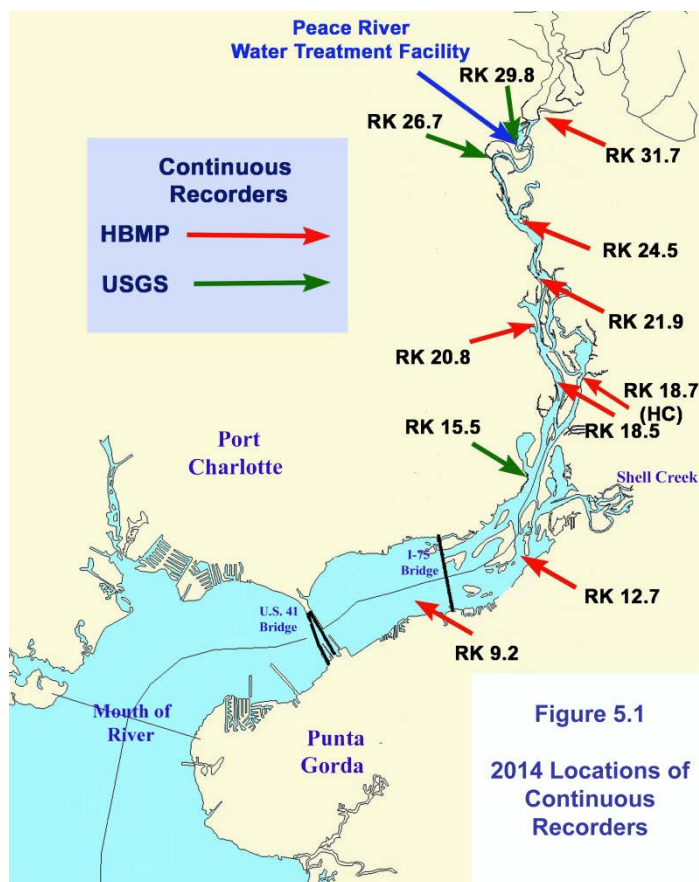 Peace River
Water Treatment Facility
RK 29.8
RK 26.7
RK 31.7
Continuous
Recorders
HBMP
USGS
RK 24.5
RK 21.9
RK 20.8
RK 18.7
(HC)
RK 18.5
RK 15.5
Port
Charlotte
Shell Creek
I-75
Bridge
RK 12.7
U.S. 41
Bridge
RK 9.2
Mouth of
River
Punta
Gorda
Figure 5.1
2014 Locations of
Continuous
Recorders